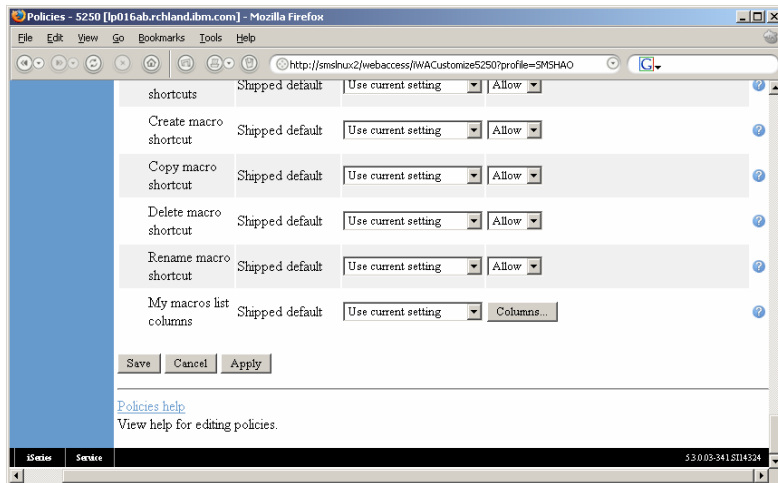 Policies - 5250 [lp016ab.rchland.ibm.com] - Mozilla Firefox
File Edit View Go Bookmarks Tools Help
http://smslnux2/webaccess/IWACustomize5250?profile=SMSHAO
G
shortcuts Shipped default Use current setting Allow ?
Create macro
shortcut Shipped default Use current setting Allow ?
Copy macro
shortcut Shipped default Use current setting Allow ?
Delete macro
shortcut Shipped default Use current setting Allow ?
Rename macro
shortcut Shipped default Use current setting Allow ?
My macros list
columns Shipped default Use current setting Columns... ?
Save Cancel Apply
Policies help
View help for editing policies.
iSeries Service 5.3.0.03-341 SI14324